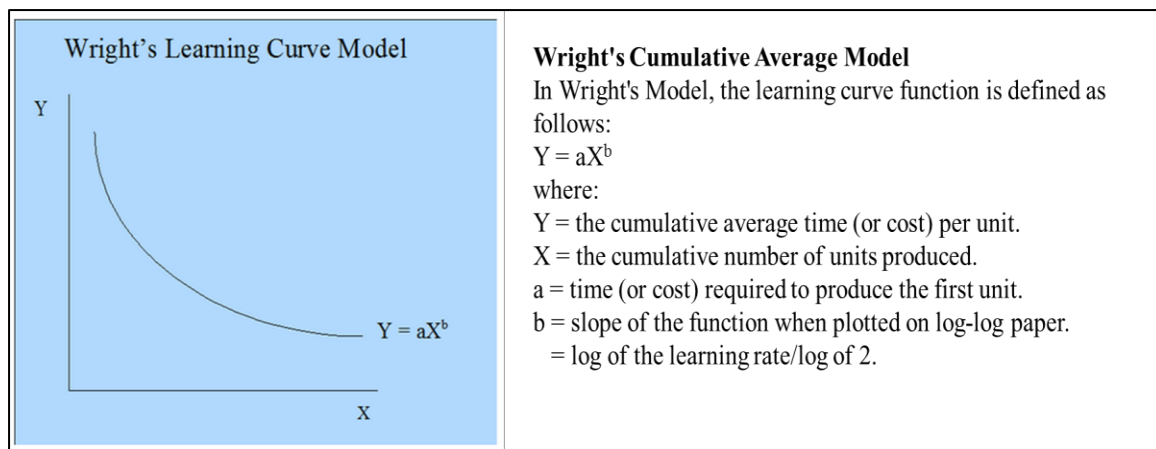 Wright's Learning Curve Model
Y
Y = aXᵇ
X
Wright's Cumulative Average Model
In Wright's Model, the learning curve function is defined as
follows:
Y = aXᵇ
where:
Y = the cumulative average time (or cost) per unit.
X = the cumulative number of units produced.
a = time (or cost) required to produce the first unit.
b = slope of the function when plotted on log-log paper.
= log of the learning rate/log of 2.